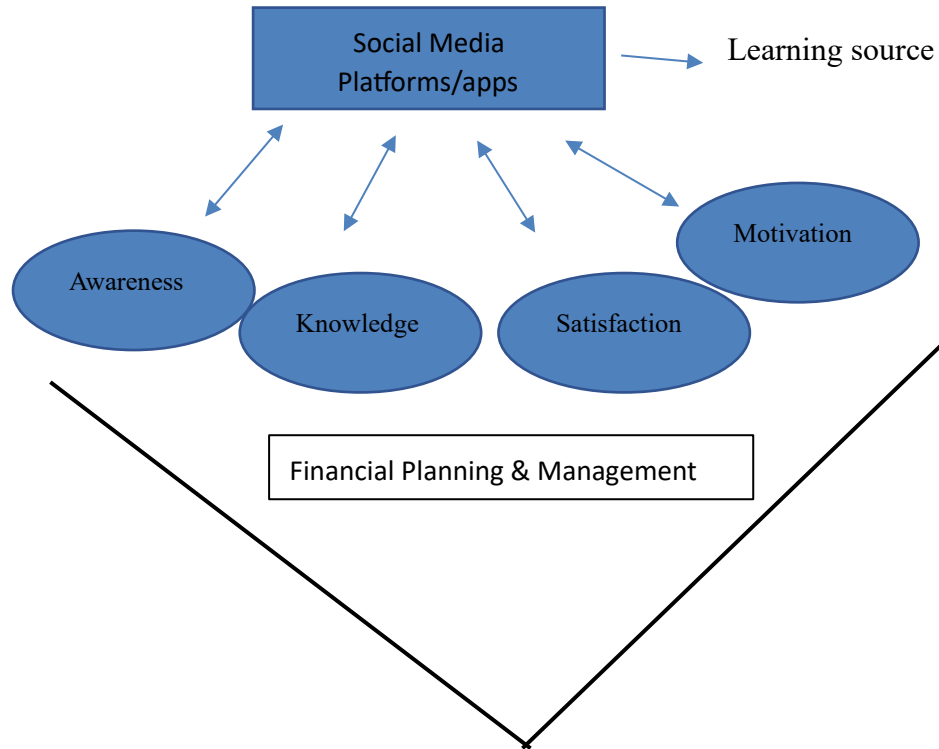 Social Media
Platforms/apps
Learning source
Motivation
Awareness
Knowledge
Satisfaction
Financial Planning & Management